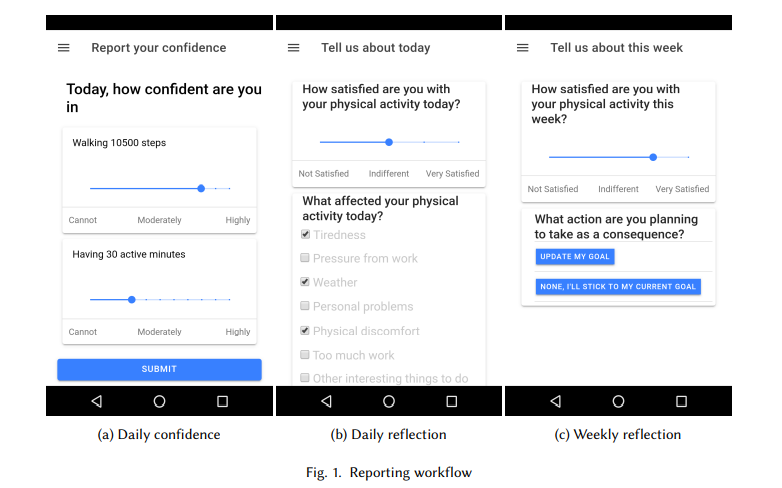 Report your confidence
Today, how confident are you
in
Walking 10500 steps
Cannot Moderately Highly
Having 30 active minutes
Cannot Moderately Highly
SUBMIT
(a) Daily confidence
Tell us about today
How satisfied are you with
your physical activity today?
Not Satisfied Indifferent Very Satisfied
What affected your physical
activity today?
Tiredness
Pressure from work
Weather
Personal problems
Physical discomfort
Too much work
Other interesting things to do
(b) Daily reflection
Tell us about this week
How satisfied are you with
your physical activity this
week?
Not Satisfied Indifferent Very Satisfied
What action are you planning
to take as a consequence?
UPDATE MY GOAL
NONE, I'LL STICK TO MY CURRENT GOAL
(c) Weekly reflection
Fig. 1. Reporting workflow